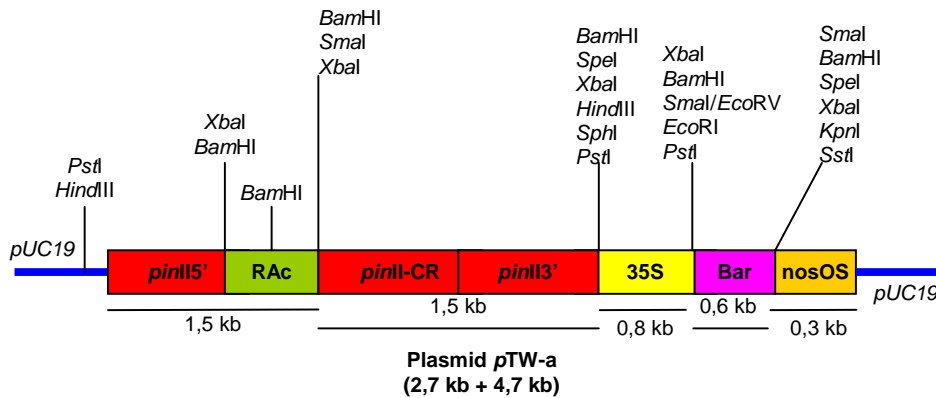 PstI
HindIII
XbaI
BamHI
BamHI
BamHI
SmaI
XbaI
BamHI
SpeI
XbaI
HindIII
SphI
PstI
XbaI
BamHI
SmaI/EcoRV
EcoRI
PstI
SmaI
BamHI
SpeI
XbaI
KpnI
SstI
pUC19
pinII5' RAc pinII-CR pinII3' 35S Bar nosOS
pUC19
1,5 kb 1,5 kb 0,8 kb 0,6 kb 0,3 kb
Plasmid pTW-a
(2,7 kb + 4,7 kb)